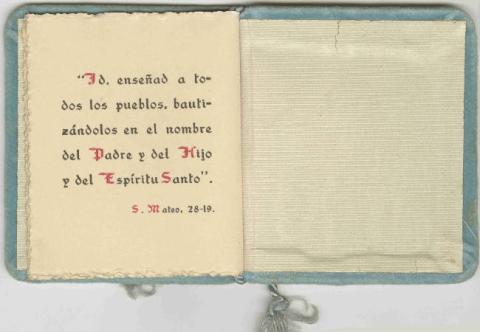 “Id, enseñad a to-
dos los pueblos, bauti-
zándolos en el nombre
del Padre y del Hijo
y del Espíritu Santo”.
S. Mateo, 28-19.